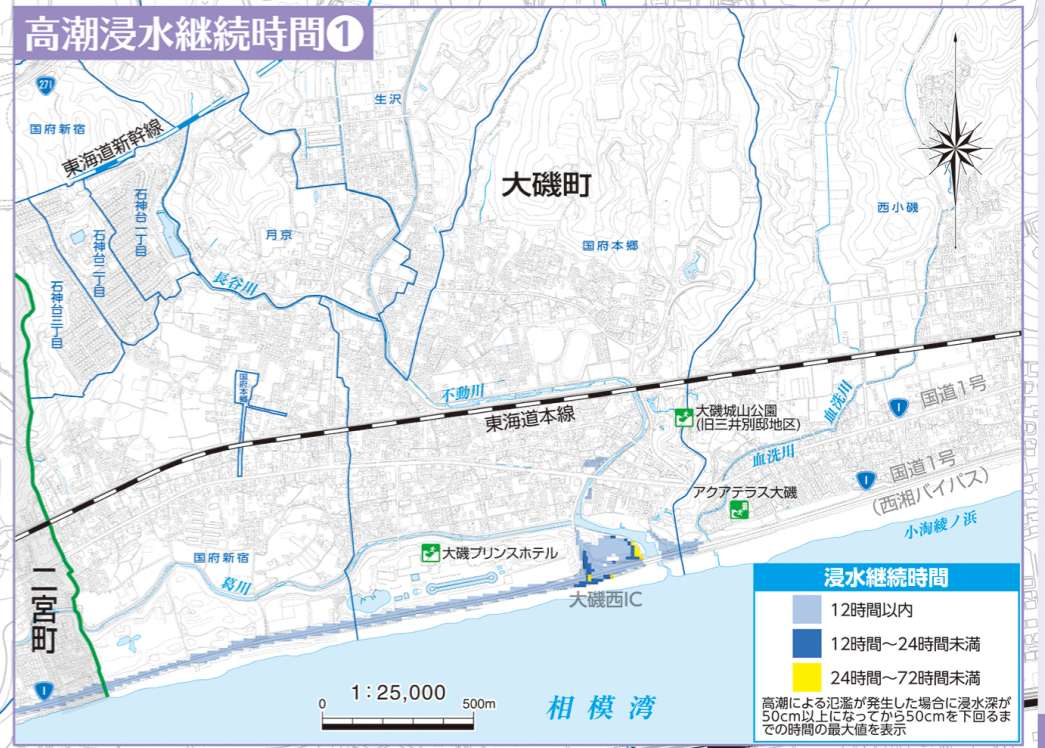 高潮浸水継続時間❶
271
国府新宿
東海道新幹線
生沢
大磯町
西小磯
石神台一丁目
石神台二丁目
石神台三丁目
月京
国府本郷
長谷川
国府本郷
不動川
東海道本線
大磯城山公園
(旧三井別邸地区)
血洗川
血洗川
国道1号
1
国道1号
(西湘バイパス)
1
アクアテラス大磯
小淘綾ノ浜
大磯プリンスホテル
国府新宿
葛川
大磯西IC
二宮町
1
1:25,000
0
500m
相模湾
浸水継続時間
12時間以内
12時間～24時間未満
24時間～72時間未満
高潮による氾濫が発生した場合に浸水深が
50cm以上になってから50cmを下回るま
での時間の最大値を表示